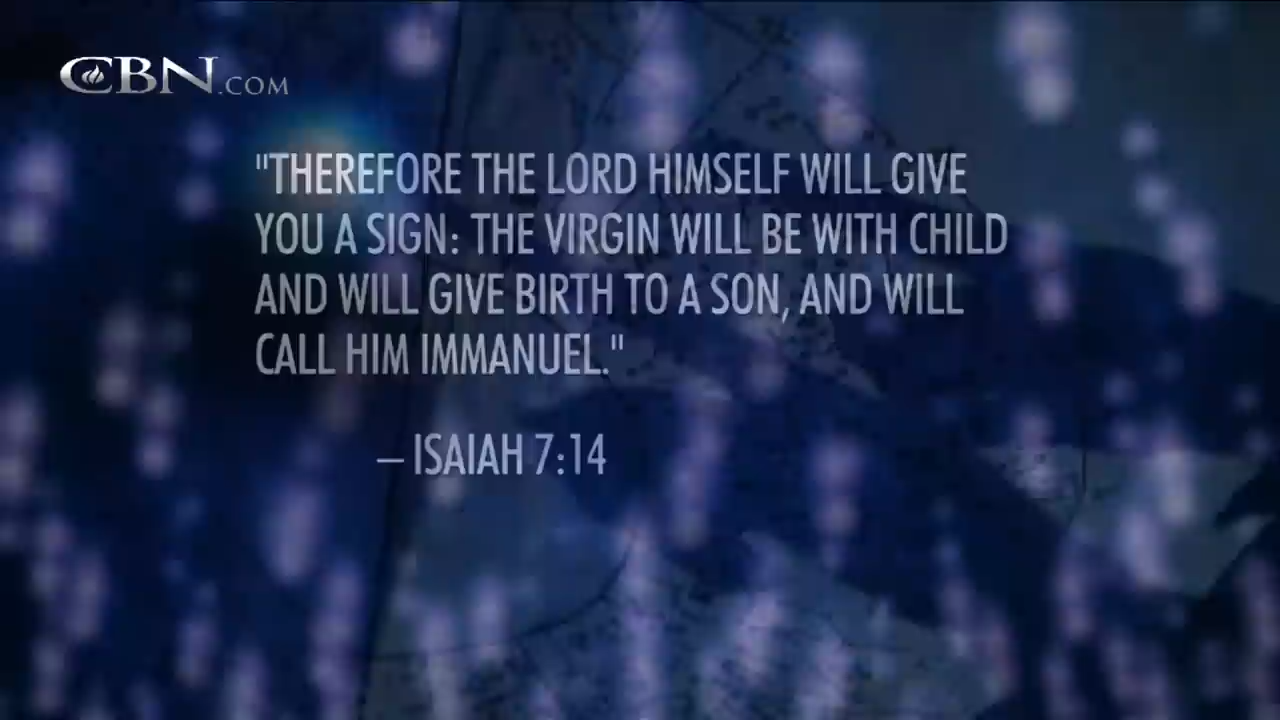 CBN.COM
"THEREFORE THE LORD HIMSELF WILL GIVE
YOU A SIGN: THE VIRGIN WILL BE WITH CHILD
AND WILL GIVE BIRTH TO A SON, AND WILL
CALL HIM IMMANUEL."
– ISAIAH 7:14